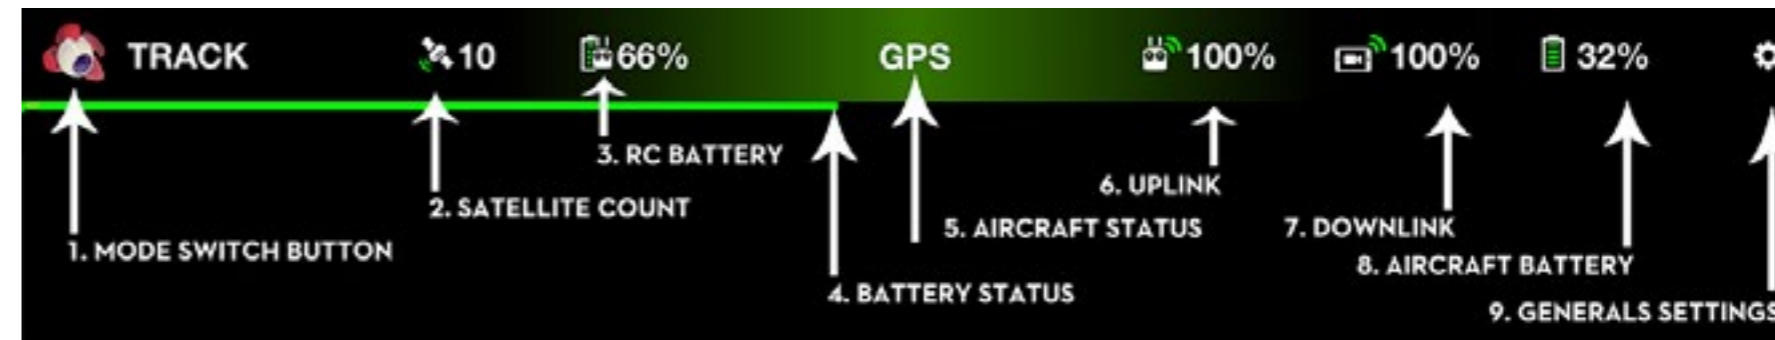 TRACK 10 66% GPS 100% 100% 32%
3. RC BATTERY
6. UPLINK
2. SATELLITE COUNT
5. AIRCRAFT STATUS
7. DOWNLINK
1. MODE SWITCH BUTTON
8. AIRCRAFT BATTERY
4. BATTERY STATUS
9. GENERALS SETTINGS